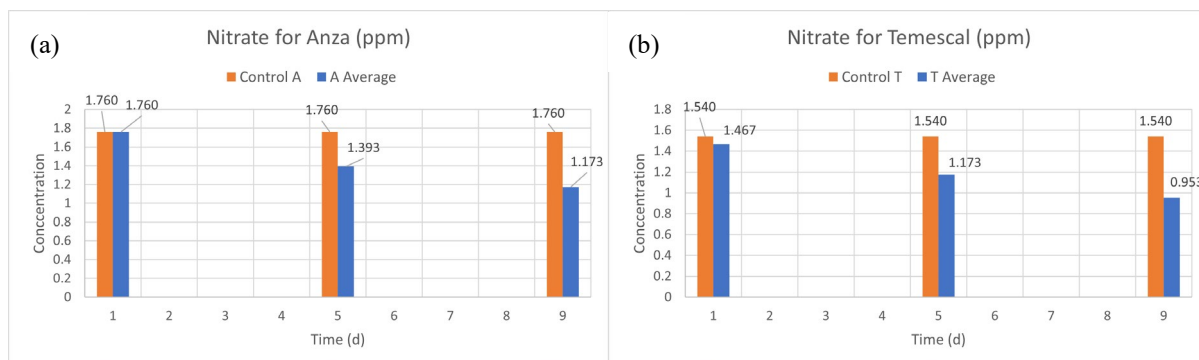 (a)
Nitrate for Anza (ppm)
Control A A Average
1.760 1.760 1.760 1.393 1.760 1.173
2
1.8
1.6
1.4
1.2
1
0.8
0.6
0.4
0.2
0
Conccentration
1 2 3 4 5 6 7 8 9
Time (d)
(b)
Nitrate for Temescal (ppm)
Control T T Average
1.540 1.467 1.540 1.173 1.540 0.953
1.8
1.6
1.4
1.2
1
0.8
0.6
0.4
0.2
0
Conccentration
1 2 3 4 5 6 7 8 9
Time (d)